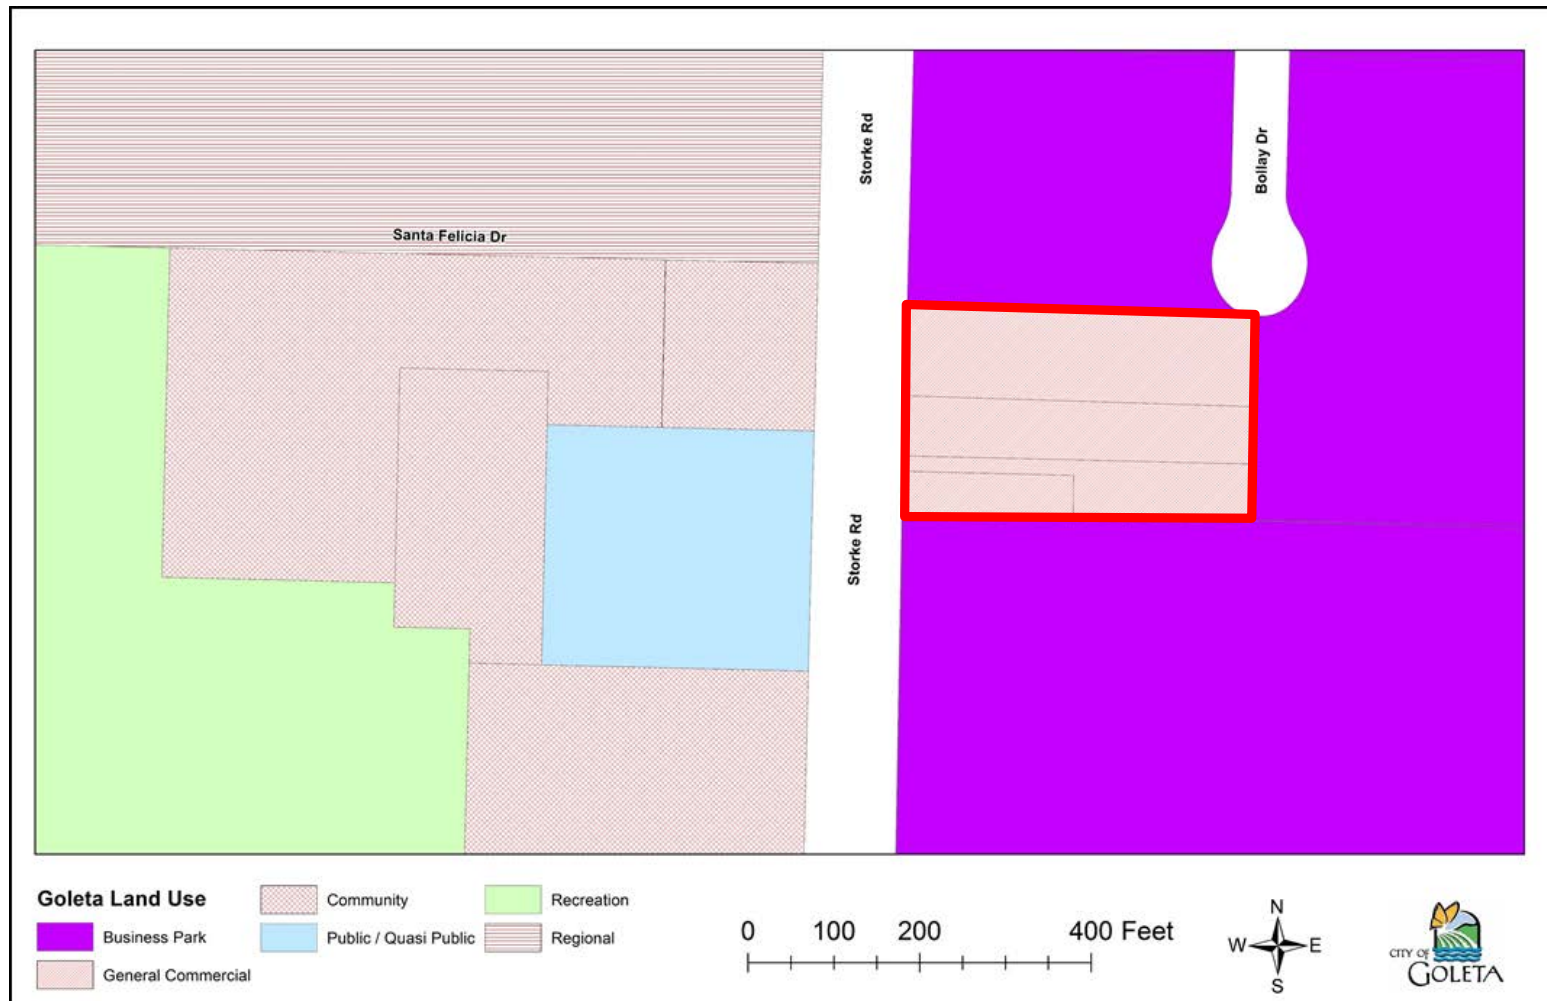 Storke Rd
Bollay Dr
Santa Felicia Dr
Storke Rd
Goleta Land Use
Business Park
General Commercial
Community
Public / Quasi Public
Recreation
Regional
0 100 200 400 Feet
N
W E
S
CITY OF
GOLETA